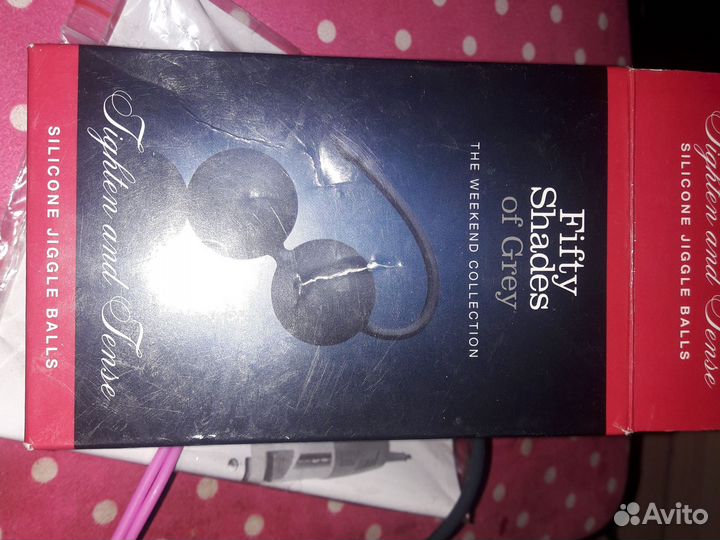 Fifty
Shades
of Grey
THE WEEKEND COLLECTION
Tighten and Tense
SILICONE JIGGLE BALLS
Tighten and Tense
SILICONE JIGGLE BALLS
Avito